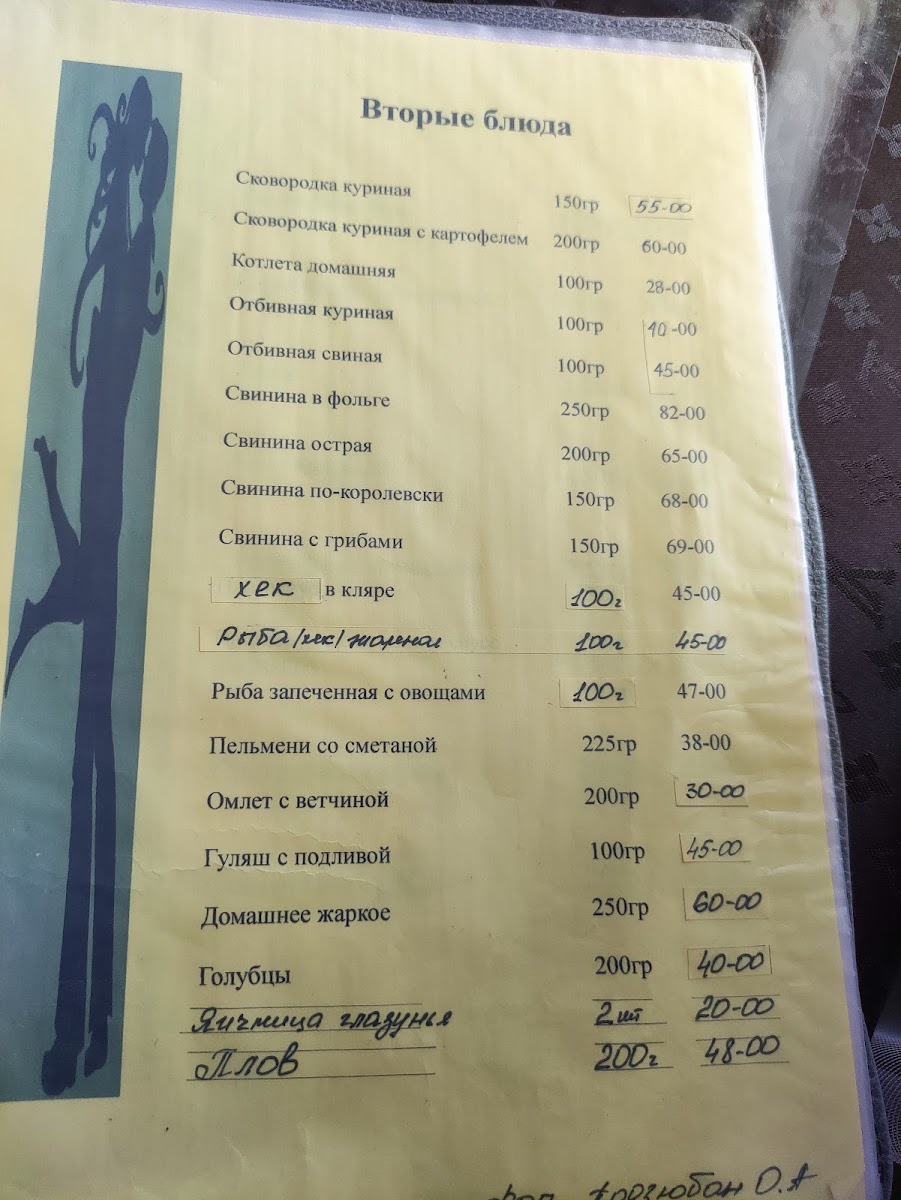 Вторые блюда
Сковородка куриная 150гр 55-00
Сковородка куриная с картофелем 200гр 60-00
Котлета домашняя 100гр 28-00
Отбивная куриная 100гр 40-00
Отбивная свиная 100гр 45-00
Свинина в фольге 250гр 82-00
Свинина острая 200гр 65-00
Свинина по-королевски 150гр 68-00
Свинина с грибами 150гр 69-00
хек в кляре 100г 45-00
Рыба /хек/ жареная 100г 45-00
Рыба запеченная с овощами 100г 47-00
Пельмени со сметаной 225гр 38-00
Омлет с ветчиной 200гр 30-00
Гуляш с подливой 100гр 45-00
Домашнее жаркое 250гр 60-00
Голубцы 200гр 40-00
Яичница глазунья 2шт 20-00
Плов 200г 48-00
О.А